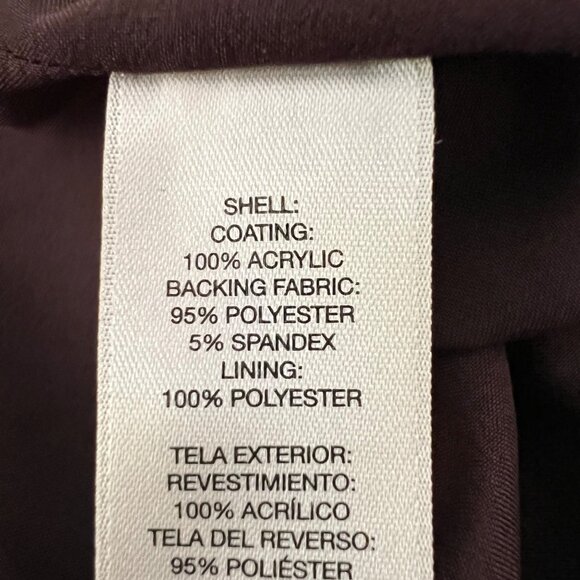 SHELL:
COATING:
100% ACRYLIC
BACKING FABRIC:
95% POLYESTER
5% SPANDEX
LINING:
100% POLYESTER
TELA EXTERIOR:
REVESTIMIENTO:
100% ACRÍLICO
TELA DEL REVERSO:
95% POLIÉSTER